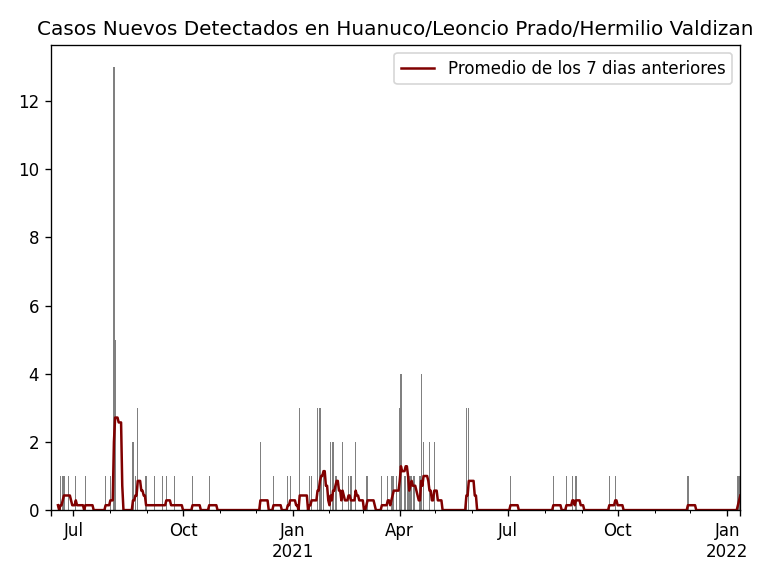 Casos Nuevos Detectados en Huanuco/Leoncio Prado/Hermilio Valdizan
Promedio de los 7 dias anteriores
12
10
8
6
4
2
0
Jul
Oct
Jan
2021
Apr
Jul
Oct
Jan
2022